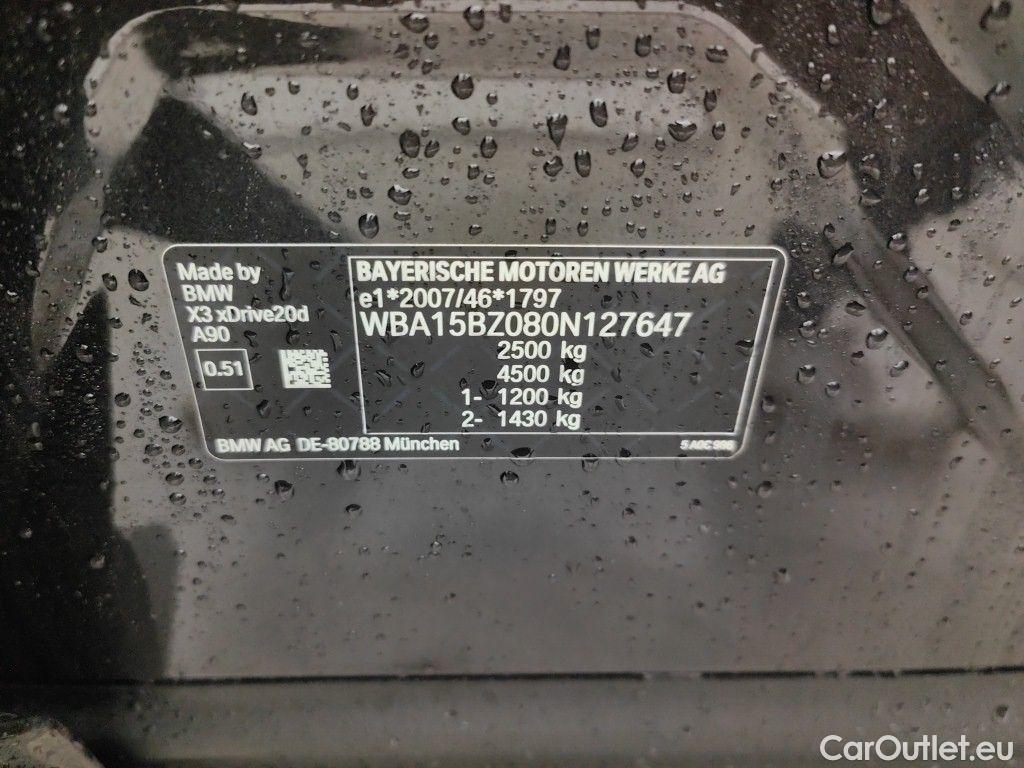 Made by
BMW
X3 xDrive20d
A90
0.51
BAYERISCHE MOTOREN WERKE AG
e1*2007/46*1797
WBA15BZ080N127647
2500 kg
4500 kg
1- 1200 kg
2- 1430 kg
BMW AG DE-80788 München
CarOutlet.eu